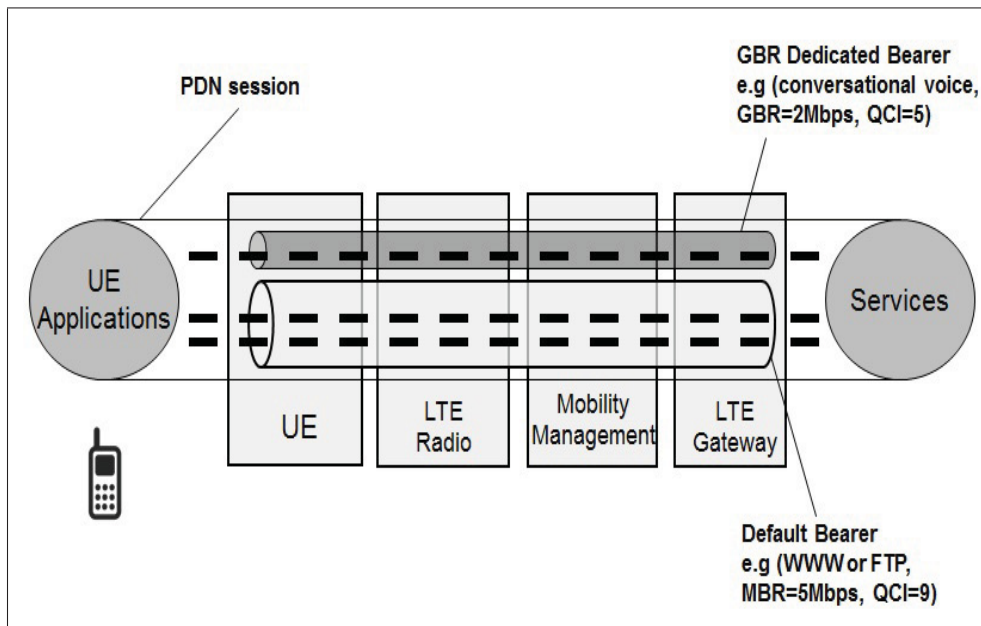 PDN session
GBR Dedicated Bearer
e.g (conversational voice,
GBR=2Mbps, QCI=5)
UE
Applications
Services
UE
LTE
Radio
Mobility
Management
LTE
Gateway
Default Bearer
e.g (WWW or FTP,
MBR=5Mbps, QCI=9)